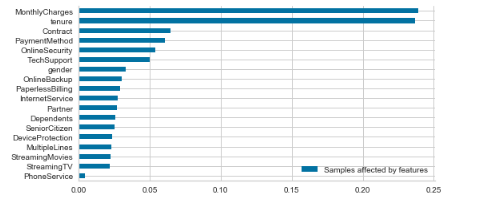 MonthlyCharges
tenure
Contract
PaymentMethod
OnlineSecurity
TechSupport
gender
OnlineBackup
PaperlessBilling
InternetService
Partner
Dependents
SeniorCitizen
DeviceProtection
MultipleLines
StreamingMovies
StreamingTV
PhoneService
Samples affected by features
0.00 0.05 0.10 0.15 0.20 0.25